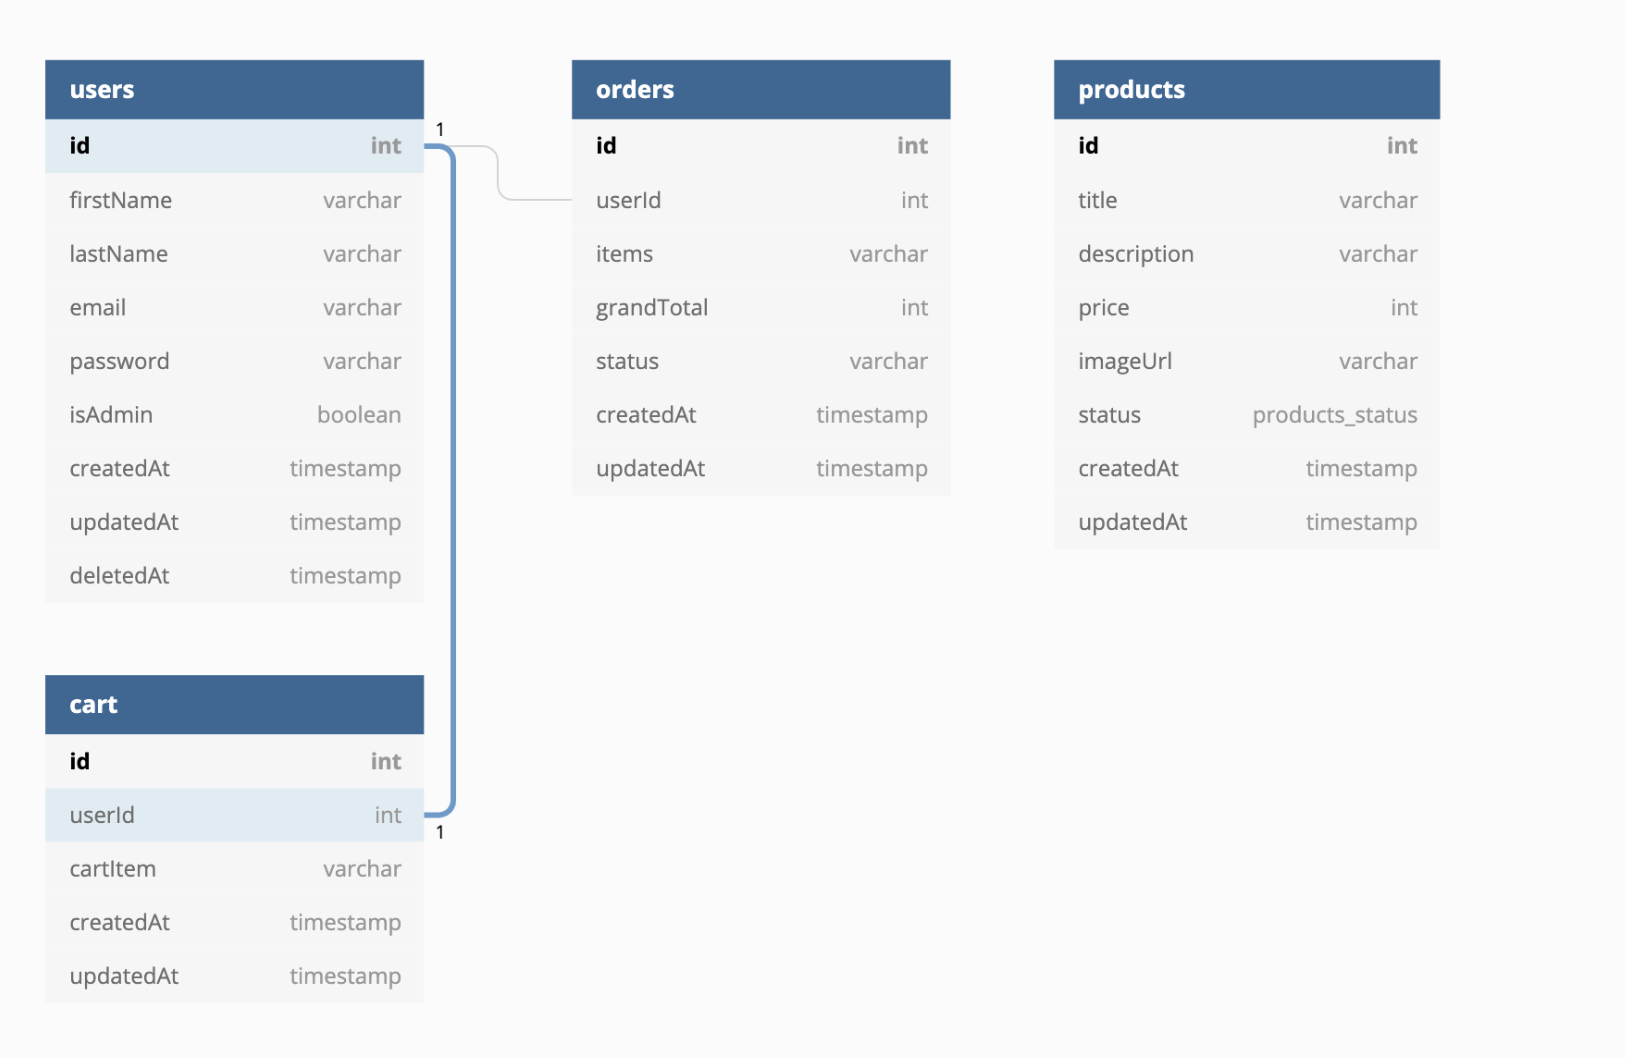 users
id int
firstName varchar
lastName varchar
email varchar
password varchar
isAdmin boolean
createdAt timestamp
updatedAt timestamp
deletedAt timestamp
1
orders
id int
userId int
items varchar
grandTotal int
status varchar
createdAt timestamp
updatedAt timestamp
products
id int
title varchar
description varchar
price int
imageUrl varchar
status products_status
createdAt timestamp
updatedAt timestamp
cart
id int
userId int
cartItem varchar
createdAt timestamp
updatedAt timestamp
1